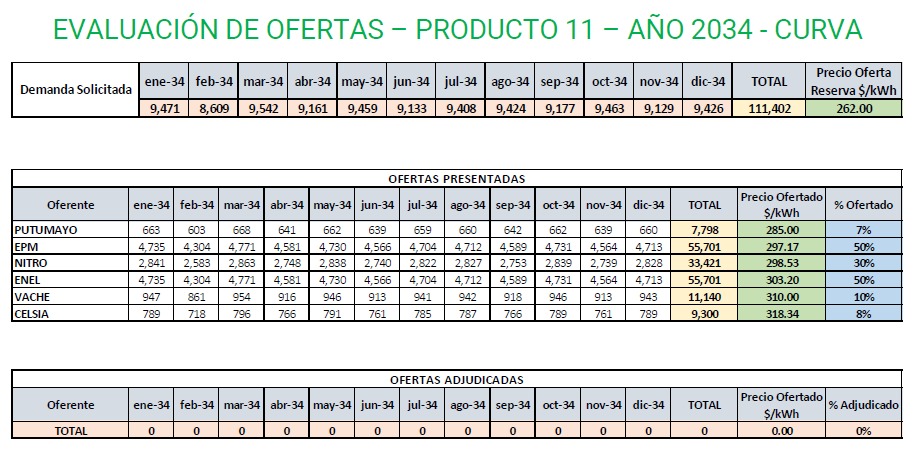 EVALUACIÓN DE OFERTAS – PRODUCTO 11 – AÑO 2034 - CURVA
Demanda Solicitada ene-34 feb-34 mar-34 abr-34 may-34 jun-34 jul-34 ago-34 sep-34 oct-34 nov-34 dic-34 TOTAL Precio Oferta Reserva $/kWh
9,471 8,609 9,542 9,161 9,459 9,133 9,408 9,424 9,177 9,463 9,129 9,426 111,402 262.00
OFERTAS PRESENTADAS
Oferente ene-34 feb-34 mar-34 abr-34 may-34 jun-34 jul-34 ago-34 sep-34 oct-34 nov-34 dic-34 TOTAL Precio Ofertado $/kWh % Ofertado
PUTUMAYO 663 603 668 641 662 639 659 660 642 662 639 660 7,798 285.00 7%
EPM 4,735 4,304 4,771 4,581 4,730 4,566 4,704 4,712 4,589 4,731 4,564 4,713 55,701 297.17 50%
NITRO 2,841 2,583 2,863 2,748 2,838 2,740 2,822 2,827 2,753 2,839 2,739 2,828 33,421 298.53 30%
ENEL 4,735 4,304 4,771 4,581 4,730 4,566 4,704 4,712 4,589 4,731 4,564 4,713 55,701 303.20 50%
VACHE 947 861 954 916 946 913 941 942 918 946 913 943 11,140 310.00 10%
CELSIA 789 718 796 766 791 761 785 787 766 789 761 789 9,300 318.34 8%
OFERTAS ADJUDICADAS
Oferente ene-34 feb-34 mar-34 abr-34 may-34 jun-34 jul-34 ago-34 sep-34 oct-34 nov-34 dic-34 TOTAL Precio Ofertado $/kWh % Adjudicado
TOTAL 0 0 0 0 0 0 0 0 0 0 0 0 0 0.00 0%